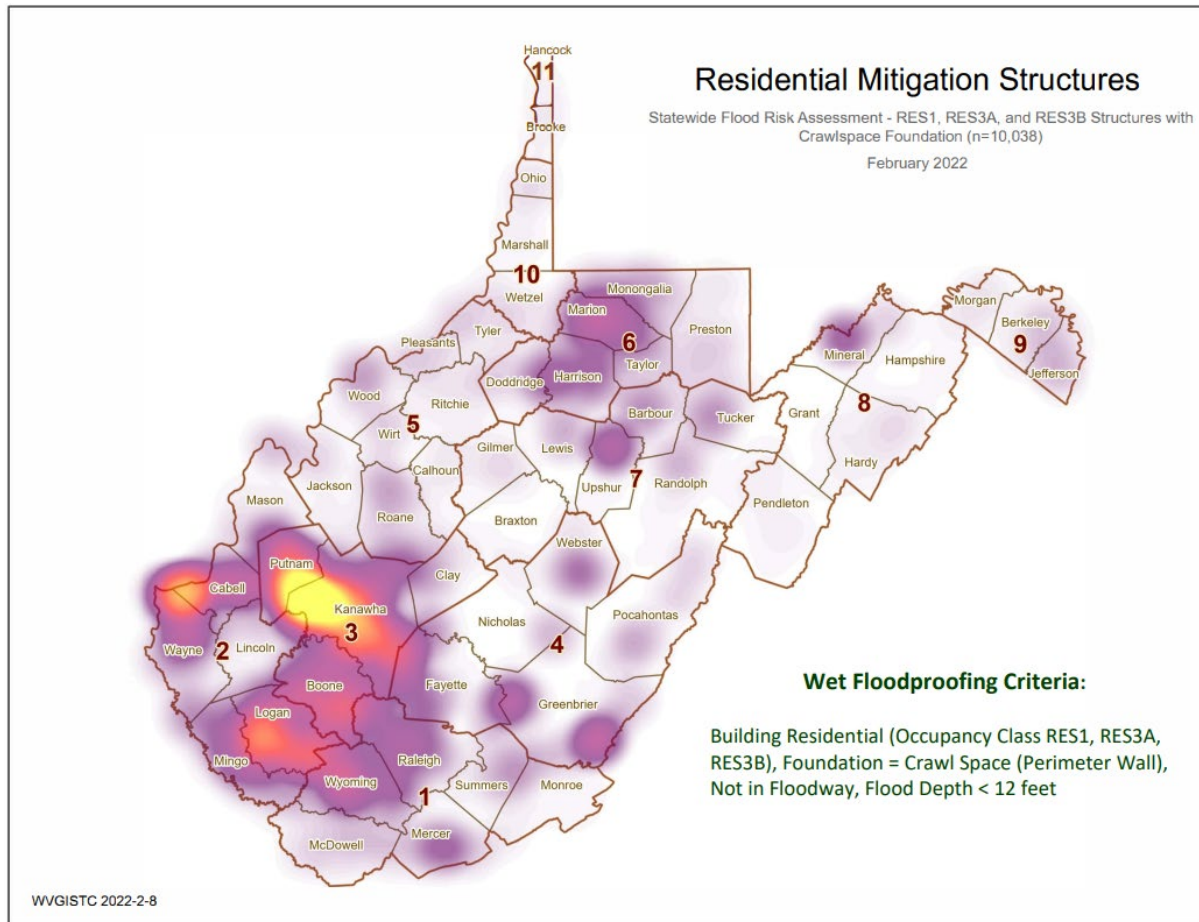 Hancock
11
Residential Mitigation Structures
Statewide Flood Risk Assessment - RES1, RES3A, and RES3B Structures with
Crawlspace Foundation (n=10,038)
February 2022
Brooke
Ohio
Marshall
10
Wetzel
Monongalia
Marion
Morgan
Tyler
Preston
Berkeley
6
9
Pleasants
Mineral
Hampshire
Taylor
Jefferson
Doddridge
Harrison
Wood
Ritchie
8
Barbour
Tucker
Grant
5
Wirt
Gilmer
Lewis
Hardy
Calhoun
7
Randolph
Jackson
Upshur
Mason
Roane
Pendleton
Braxton
Webster
Putnam
Clay
Cabell
Kanawha
Pocahontas
Nicholas
3
4
Wayne
2
Lincoln
Boone
Fayette
Greenbrier
Logan
Wet Floodproofing Criteria:
Building Residential (Occupancy Class RES1, RES3A,
RES3B), Foundation = Crawl Space (Perimeter Wall),
Not in Floodway, Flood Depth < 12 feet
Mingo
Raleigh
Wyoming
Summers
Monroe
1
Mercer
McDowell
WVGISTC 2022-2-8